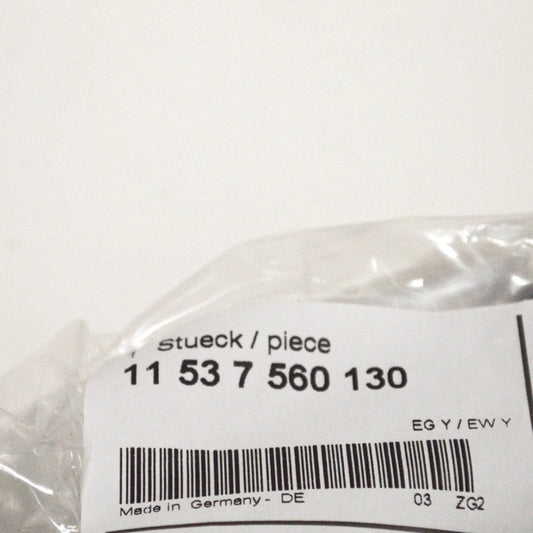 Stueck / piece
11 53 7 560 130
EG Y / EW Y
Made in Germany - DE 03 ZG2